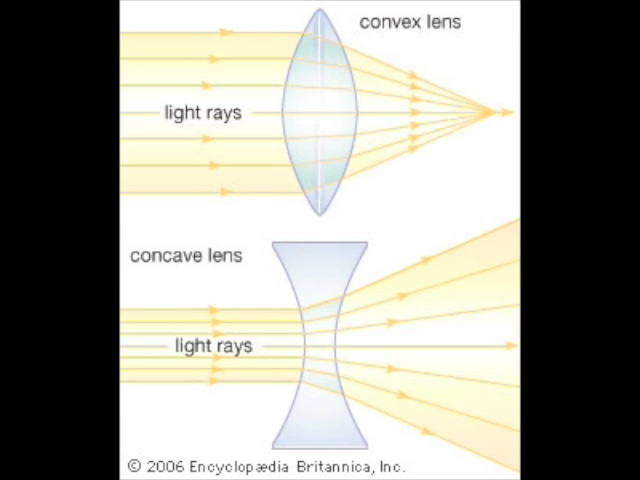 convex lens
light rays
concave lens
light rays
© 2006 Encyclopædia Britannica, Inc.